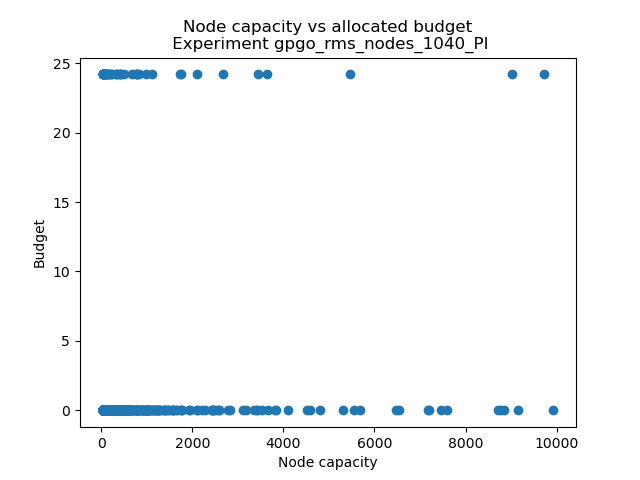 Node capacity vs allocated budget
Experiment gpgo_rms_nodes_1040_PI
25
20
15
10
5
0
Budget
0 2000 4000 6000 8000 10000
Node capacity